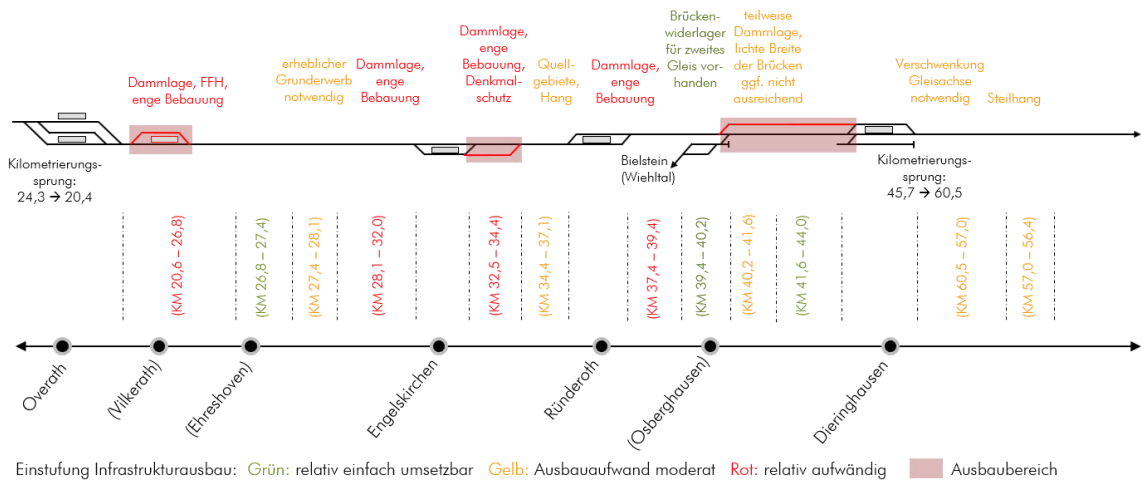 Dammlage, FFH,
enge Bebauung
erheblicher
Grunderwerb
notwendig
Dammlage,
enge
Bebauung
Dammlage,
enge
Bebauung,
Denkmal-
schutz
Quell-
gebiete,
Hang
Dammlage,
enge
Bebauung
Brücken-
widerlager
für zweites
Gleis vor-
handen
teilweise
Dammlage,
lichte Breite
der Brücken
ggf. nicht
ausreichend
Verschwenkung
Gleisachse
notwendig
Steilhang
Kilometrierungs-
sprung:
24,3 → 20,4
Bielstein
(Wiehltal)
Kilometrierungs-
sprung:
45,7 → 60,5
(KM 20,6 – 26,8)
(KM 26,8 – 27,4)
(KM 27,4 – 28,1)
(KM 28,1 – 32,0)
(KM 32,5 – 34,4)
(KM 34,4 – 37,1)
(KM 37,4 – 39,4)
(KM 39,4 – 40,2)
(KM 40,2 – 41,6)
(KM 41,6 – 44,0)
(KM 60,5 – 57,0)
(KM 57,0 – 56,4)
Overath
(Vilkerath)
(Ehreshoven)
Engelskirchen
Ründeroth
(Osberghausen)
Dieringhausen
Einstufung Infrastrukturausbau: Grün: relativ einfach umsetzbar Gelb: Ausbauaufwand moderat Rot: relativ aufwändig Ausbaubereich